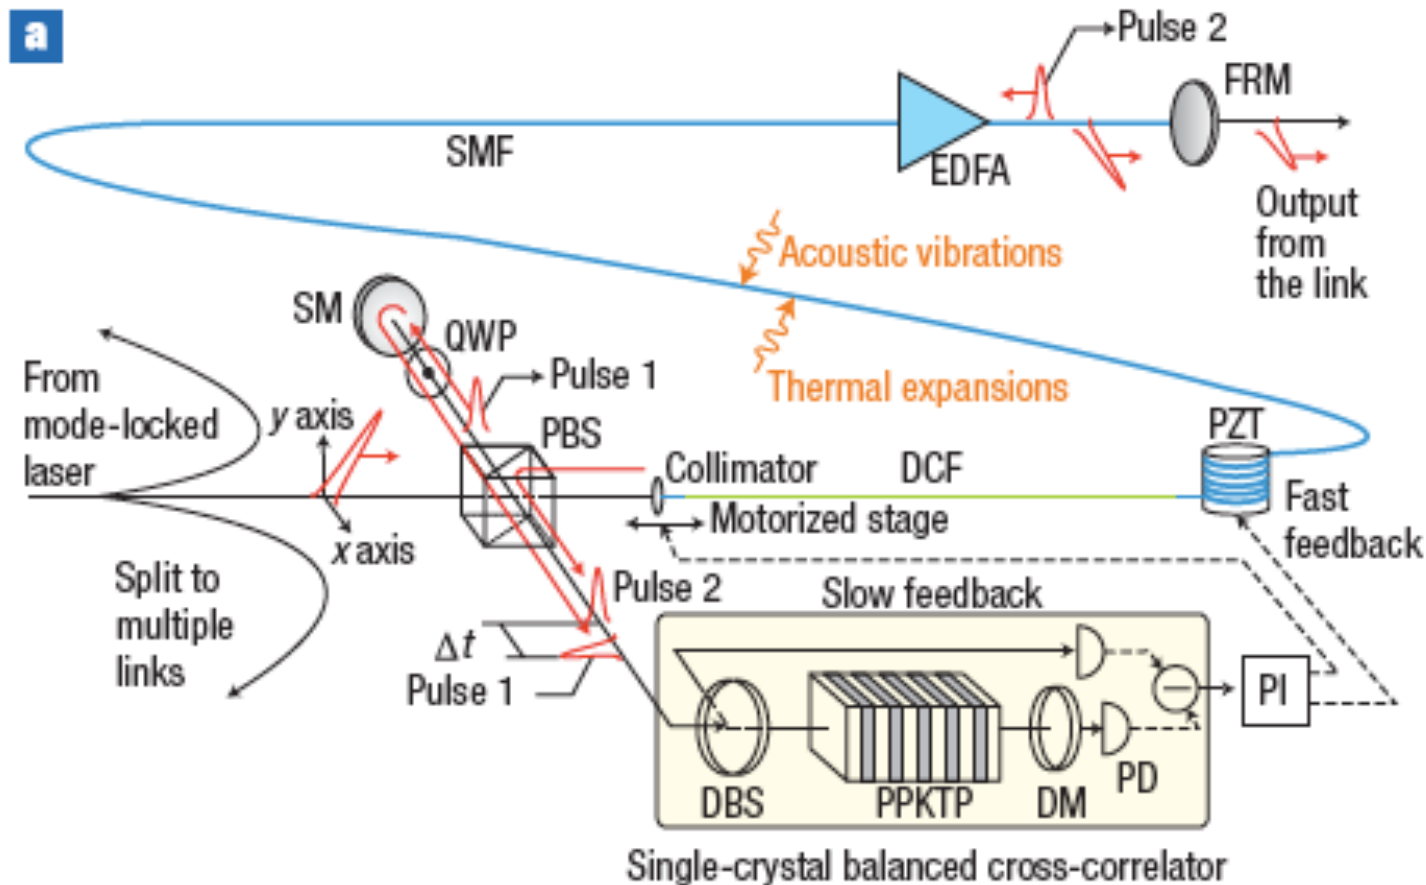 a
Pulse 2
FRM
SMF
EDFA
Output
from
the link
Acoustic vibrations
Thermal expansions
SM
QWP
Pulse 1
From
mode-locked
laser
y axis
x axis
PBS
Collimator
DCF
PZT
Motorized stage
Fast
feedback
Split to
multiple
links
Pulse 2
Δt
Pulse 1
Slow feedback
DBS
PPKTP
DM
PD
PI
Single-crystal balanced cross-correlator